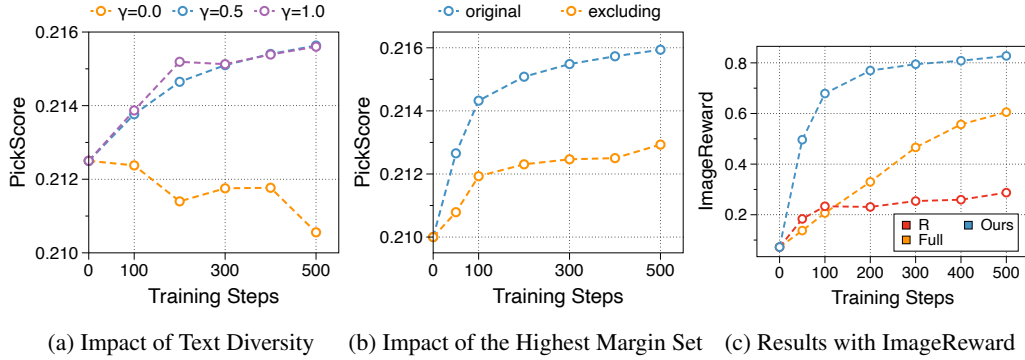 γ=0.0 γ=0.5 γ=1.0
0.216
0.214
0.212
0.210
PickScore
0 100 300 500
Training Steps
(a) Impact of Text Diversity
original excluding
0.216
0.214
0.212
0.210
PickScore
0 100 300 500
Training Steps
(b) Impact of the Highest Margin Set
0.8
0.6
0.4
0.2
ImageReward
R Ours
Full
0 100 200 300 400 500
Training Steps
(c) Results with ImageReward